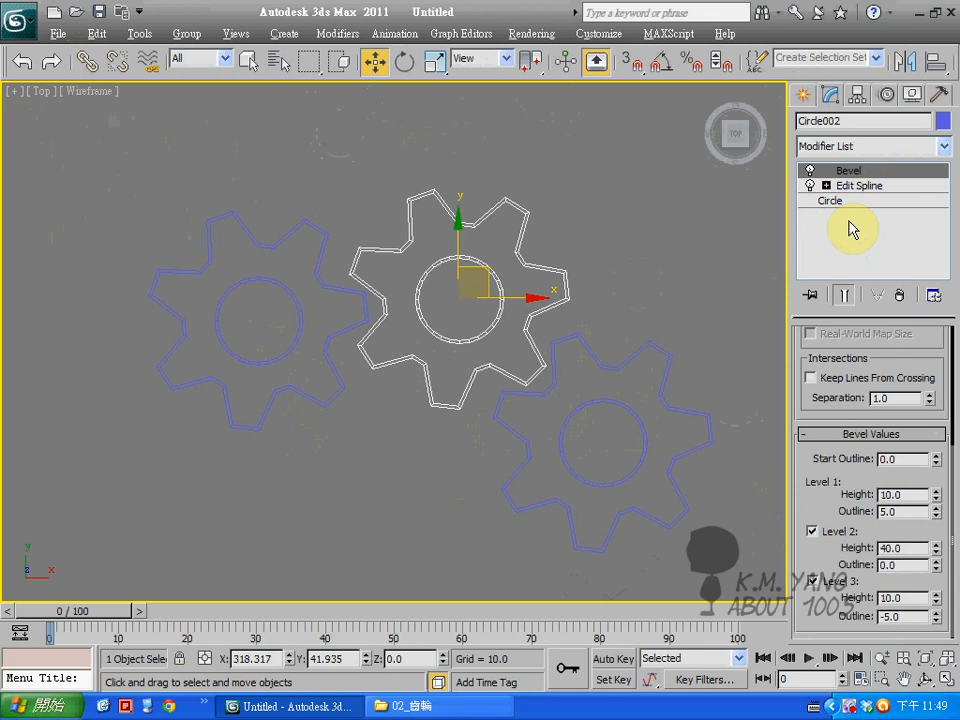 Autodesk 3ds Max 2011 Untitled
Type a keyword or phrase
File Edit Tools Group Views Create Modifiers Animation Graph Editors Rendering Customize MAXScript Help
All View 3 ABC Create Selection Set
[ + ] [ Top ] [ Wireframe ]
TOP
Circle002
Modifier List
Bevel
Edit Spline
Circle
Real-World Map Size
Intersections
Keep Lines From Crossing
Separation: 1.0
Bevel Values
Start Outline: 0.0
Level 1:
Height: 10.0
Outline: 5.0
Level 2:
Height: 40.0
Outline: 0.0
Level 3:
Height: 10.0
Outline: -5.0
y
x
y
z x
K.M. YANG
ABOUT 1005
0 / 100
0 10 20 30 40 50 60 70 80 90 100
1 Object Sele X: 318.317 Y: 41.935 Z: 0.0 Grid = 10.0 Auto Key Selected
Menu Title: Click and drag to select and move objects Add Time Tag Set Key Key Filters... 0
開始 Untitled - Autodesk 3d... 02_齒輪 下午 11:49